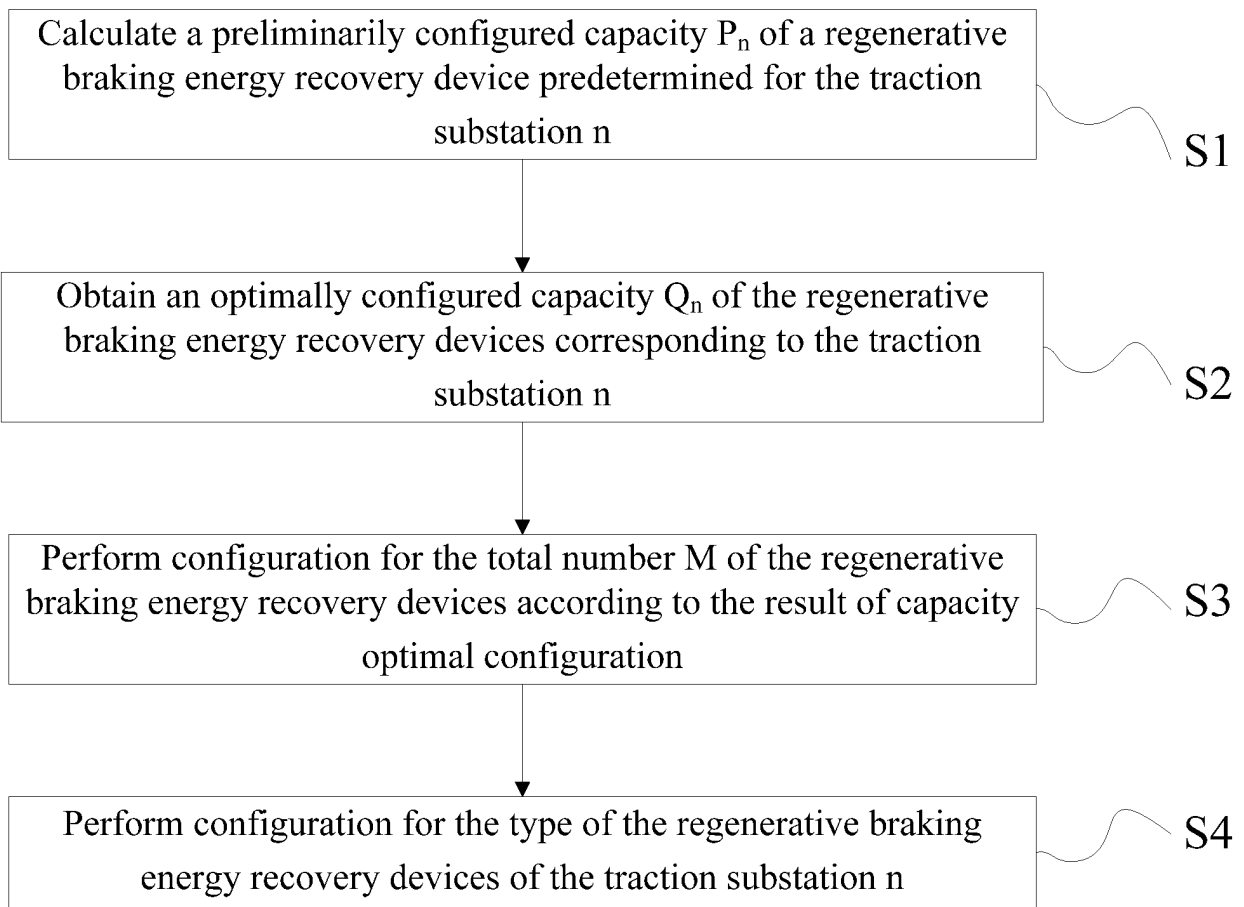 Calculate a preliminarily configured capacity Pn of a regenerative
braking energy recovery device predetermined for the traction
substation n
S1
Obtain an optimally configured capacity Qn of the regenerative
braking energy recovery devices corresponding to the traction
substation n
S2
Perform configuration for the total number M of the regenerative
braking energy recovery devices according to the result of capacity
optimal configuration
S3
Perform configuration for the type of the regenerative braking
energy recovery devices of the traction substation n
S4